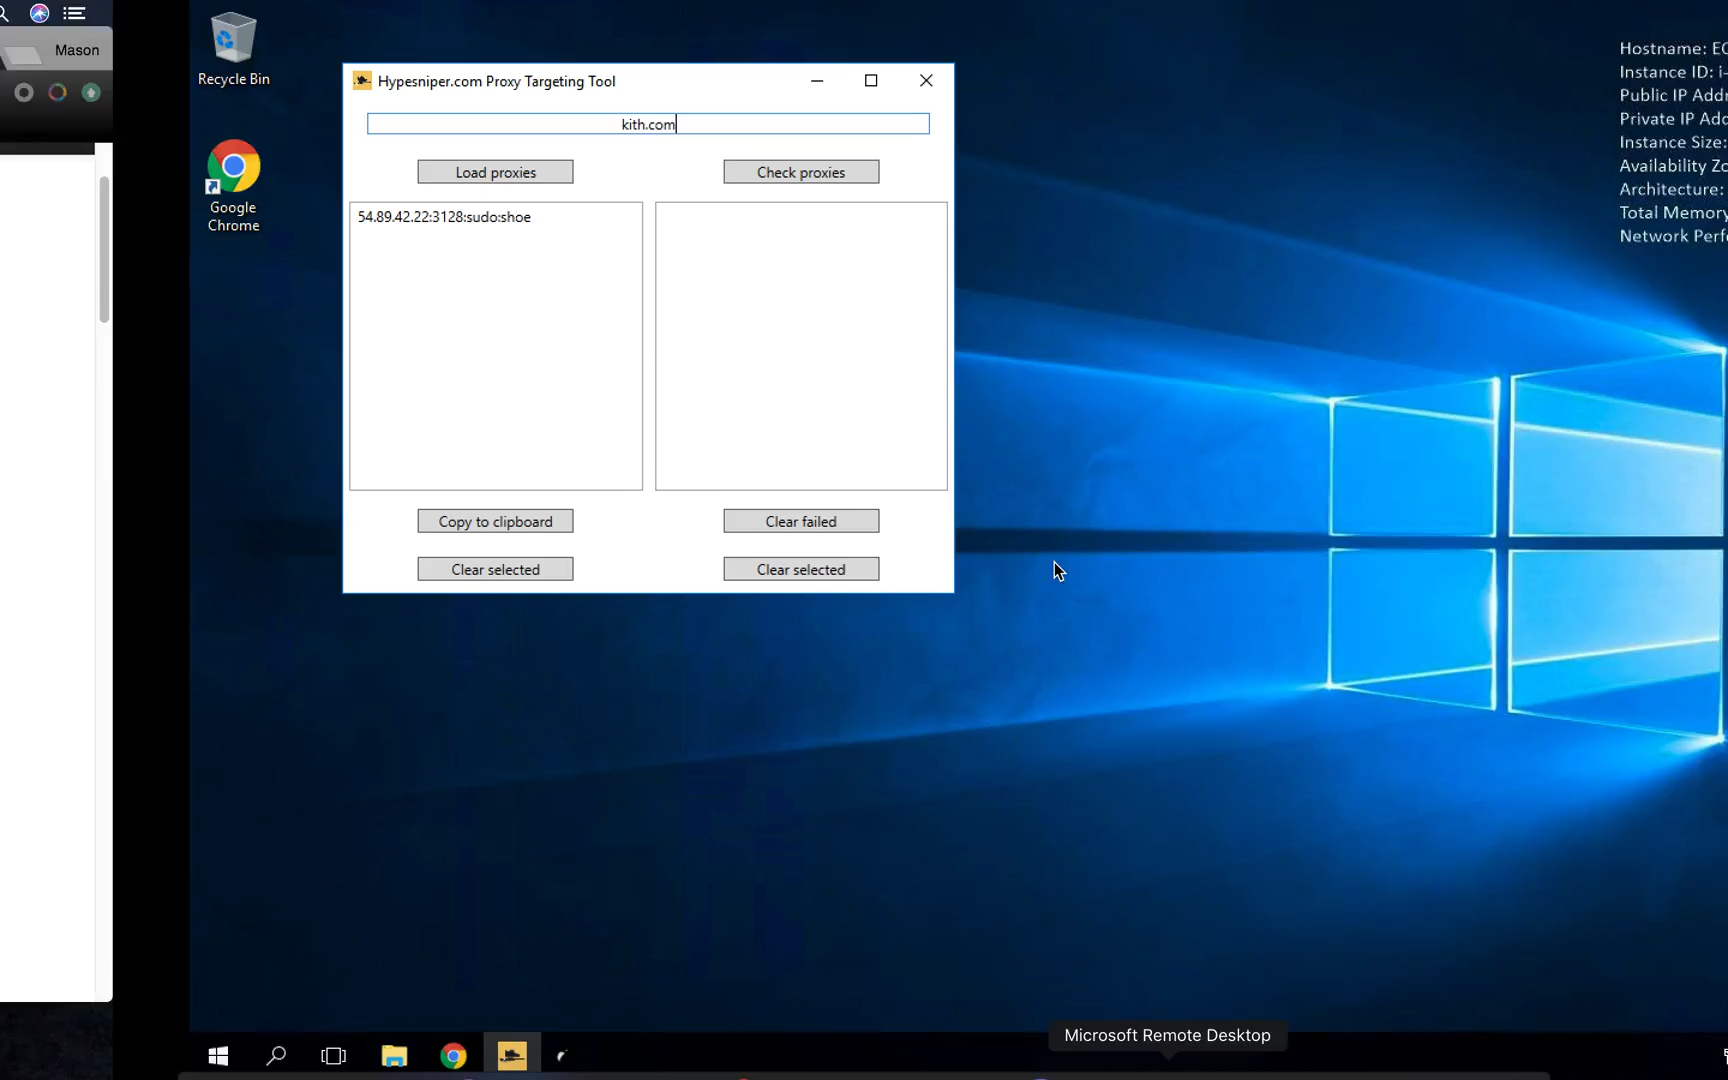 Mason
Recycle Bin
Google
Chrome
Hypesniper.com Proxy Targeting Tool
kith.com
Load proxies
Check proxies
54.89.42.22:3128:sudo:shoe
Copy to clipboard
Clear failed
Clear selected
Clear selected
Hostname: EC
Instance ID: i-
Public IP Addr
Private IP Add
Instance Size:
Availability Zo
Architecture:
Total Memory
Network Perfo
Microsoft Remote Desktop